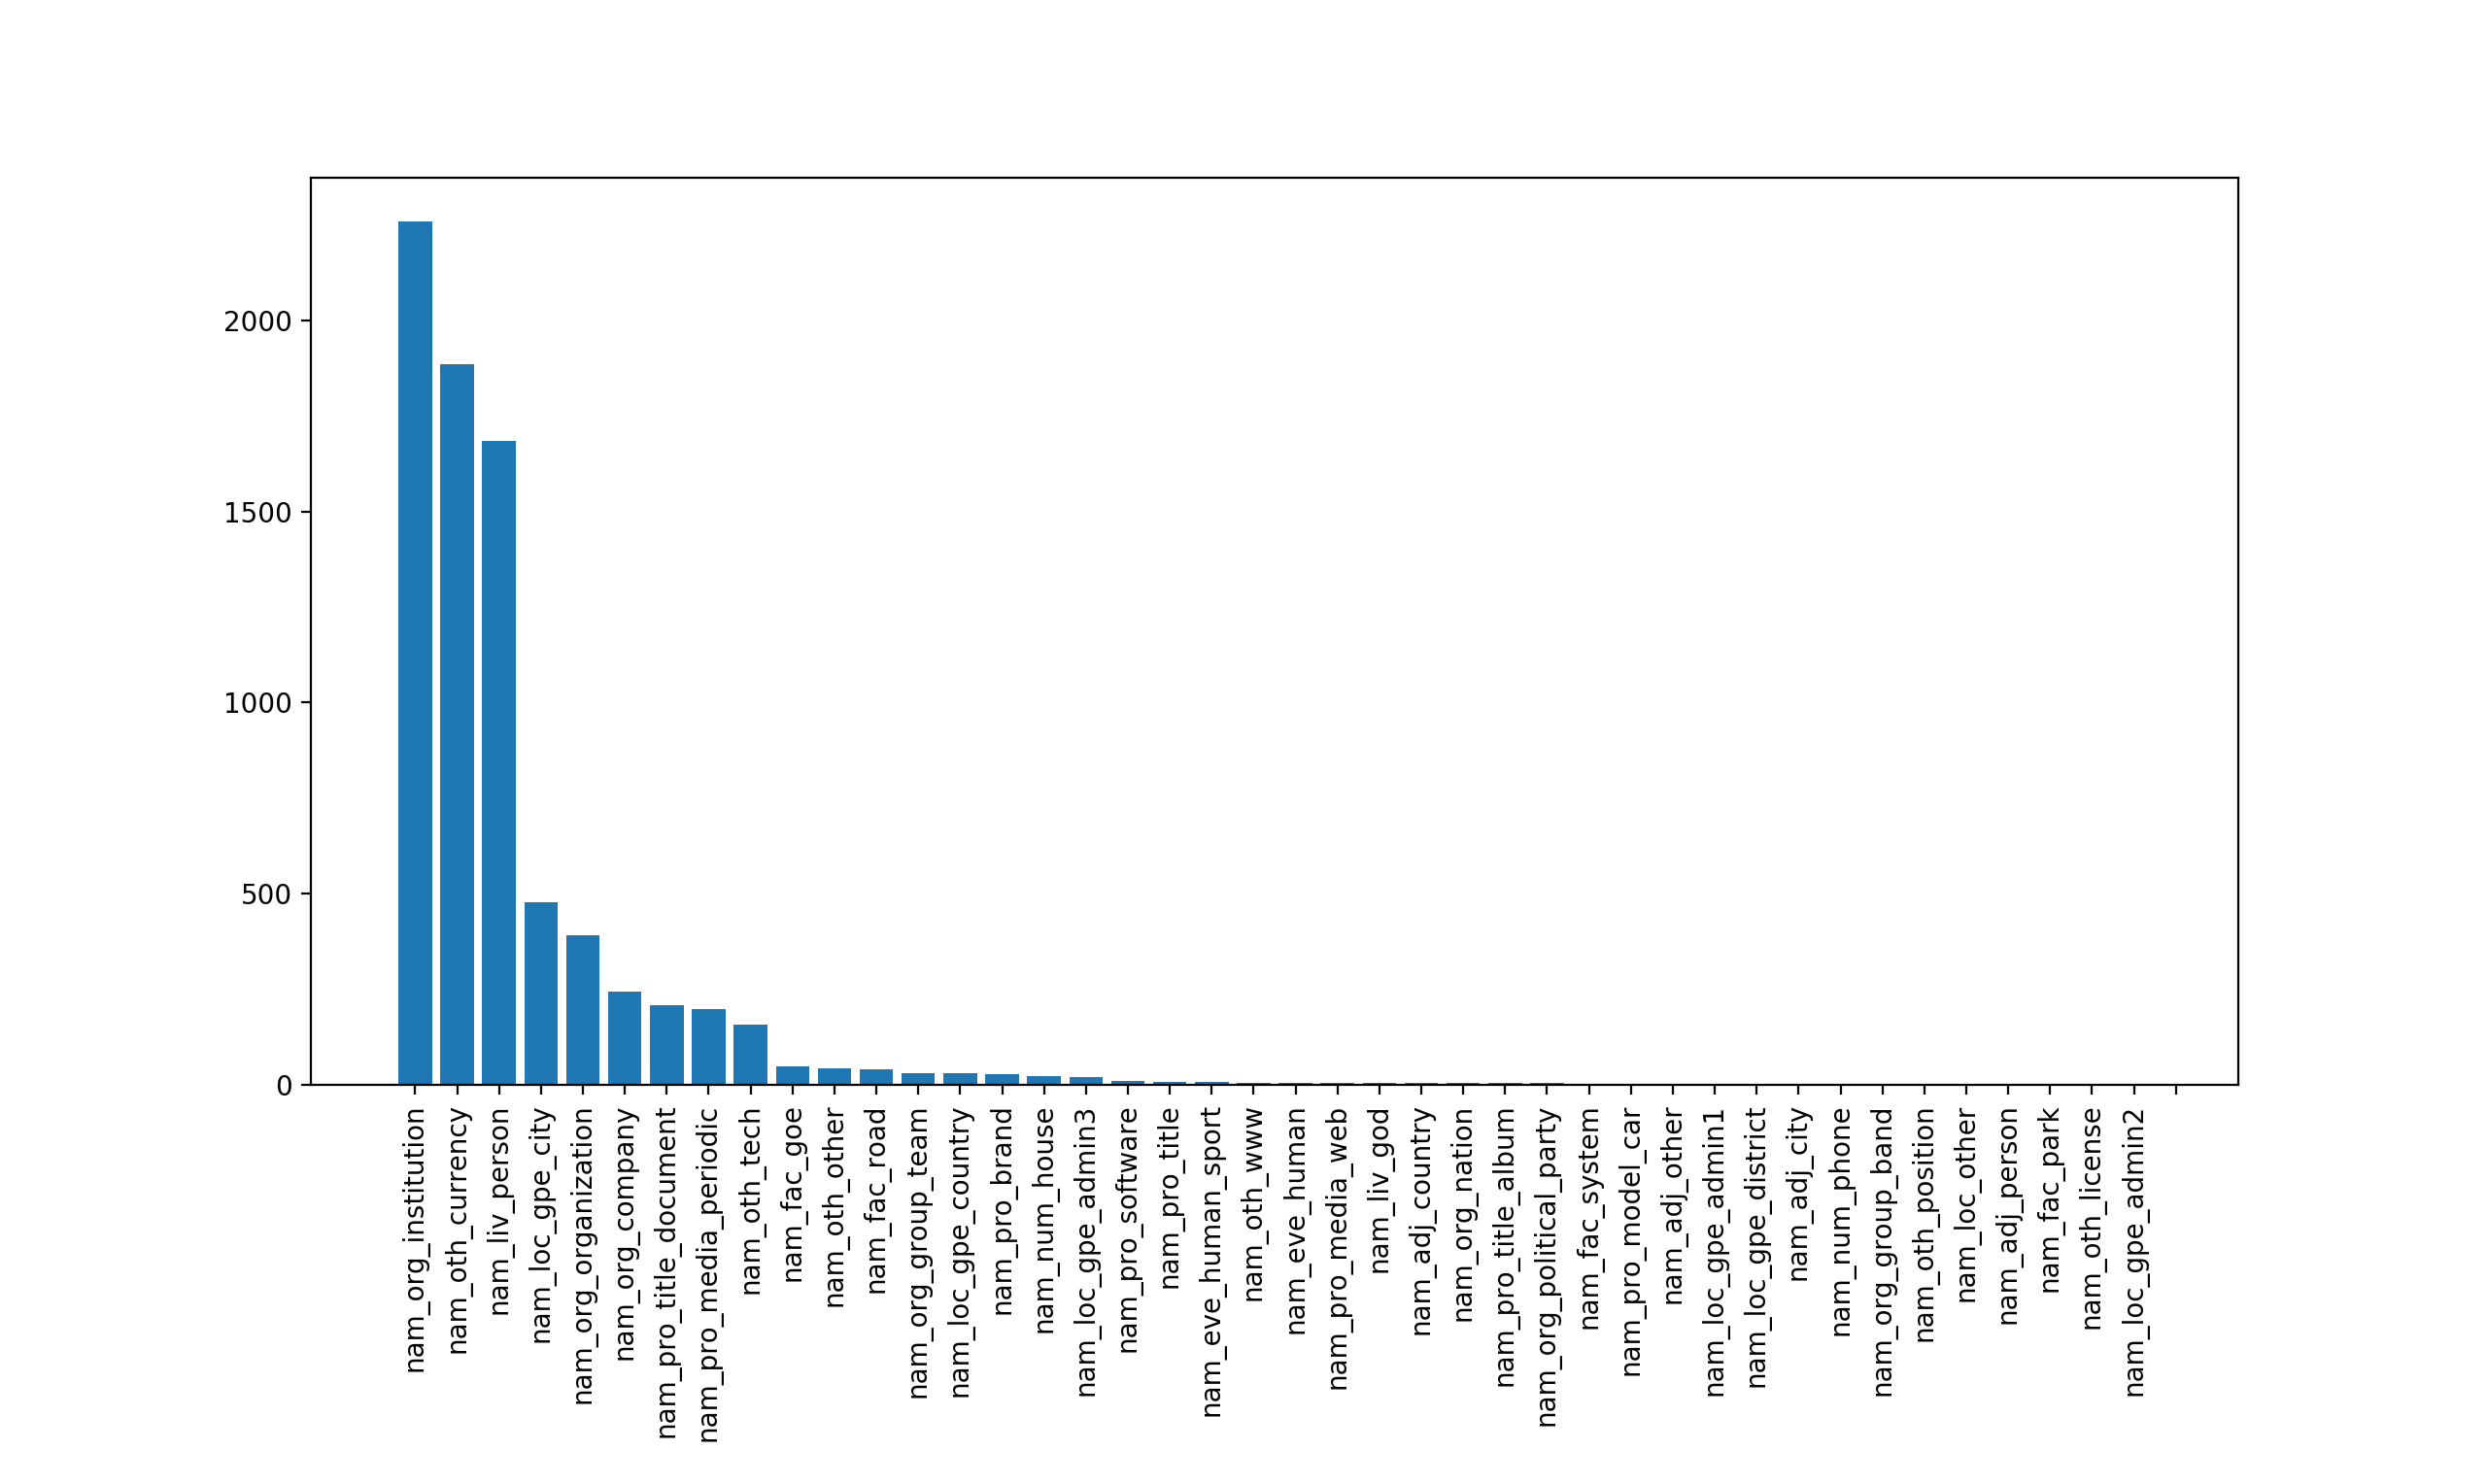 2000
1500
1000
500
0
nam_org_institution
nam_oth_currency
nam_liv_person
nam_loc_gpe_city
nam_org_organization
nam_org_company
nam_pro_title_document
nam_pro_media_periodic
nam_oth_tech
nam_fac_goe
nam_oth_other
nam_fac_road
nam_org_group_team
nam_loc_gpe_country
nam_pro_brand
nam_num_house
nam_loc_gpe_admin3
nam_pro_software
nam_pro_title
nam_eve_human_sport
nam_oth_www
nam_eve_human
nam_pro_media_web
nam_liv_god
nam_adj_country
nam_org_nation
nam_pro_title_album
nam_org_political_party
nam_fac_system
nam_pro_model_car
nam_adj_other
nam_loc_gpe_admin1
nam_loc_gpe_district
nam_adj_city
nam_num_phone
nam_org_group_band
nam_oth_position
nam_loc_other
nam_adj_person
nam_fac_park
nam_oth_license
nam_loc_gpe_admin2